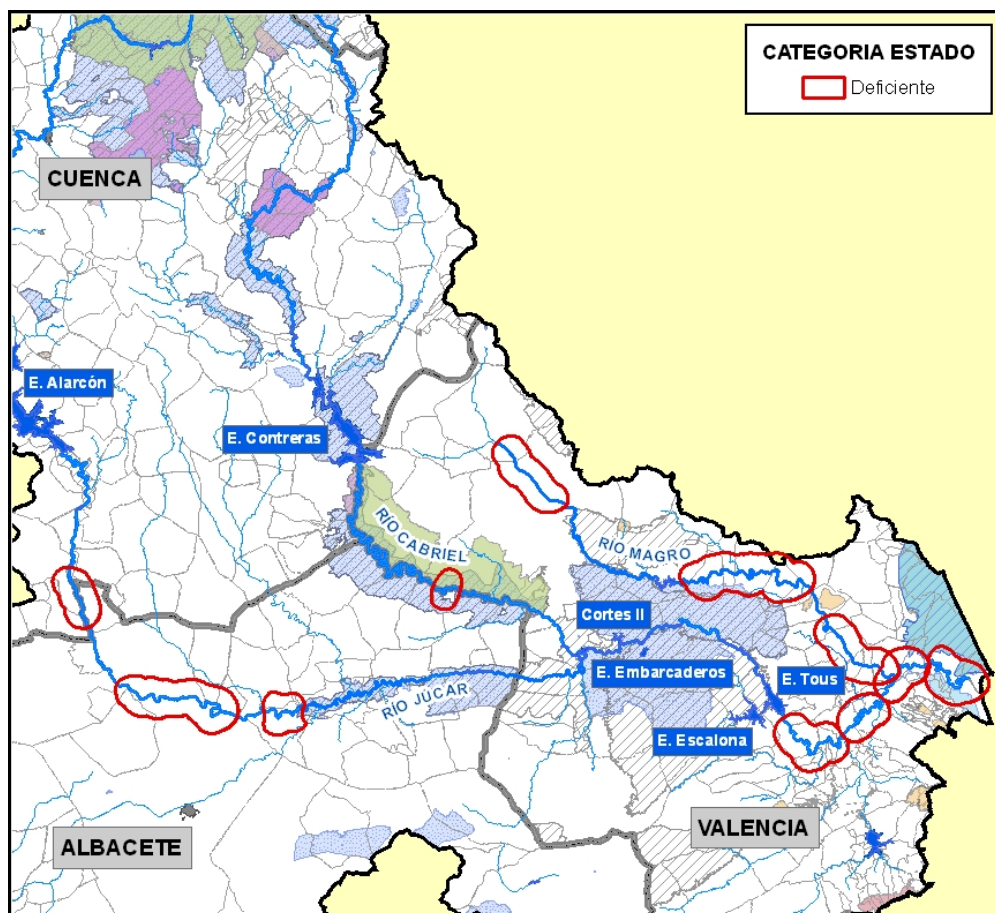 CATEGORIA ESTADO
Deficiente
CUENCA
E. Alarcón
E. Contreras
RÍO CABRIEL
RÍO MAGRO
Cortes II
E. Embarcaderos
E. Tous
RÍO JÚCAR
E. Escalona
ALBACETE
VALENCIA